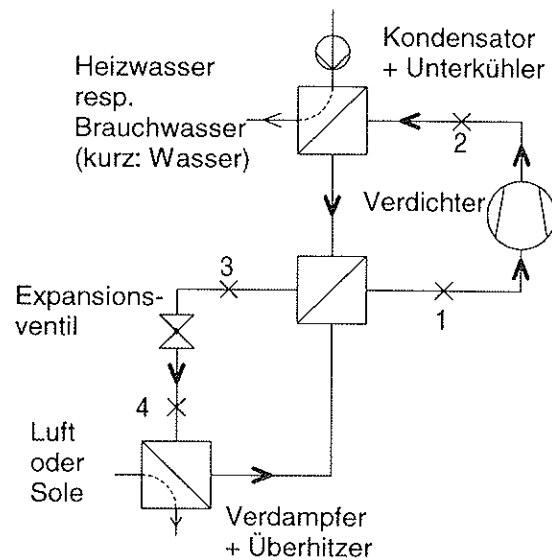 Kondensator
+ Unterkühler
Heizwasser
resp.
Brauchwasser
(kurz: Wasser)
2
Verdichter
3
1
Expansions-
ventil
4
Luft
oder
Sole
Verdampfer
+ Überhitzer